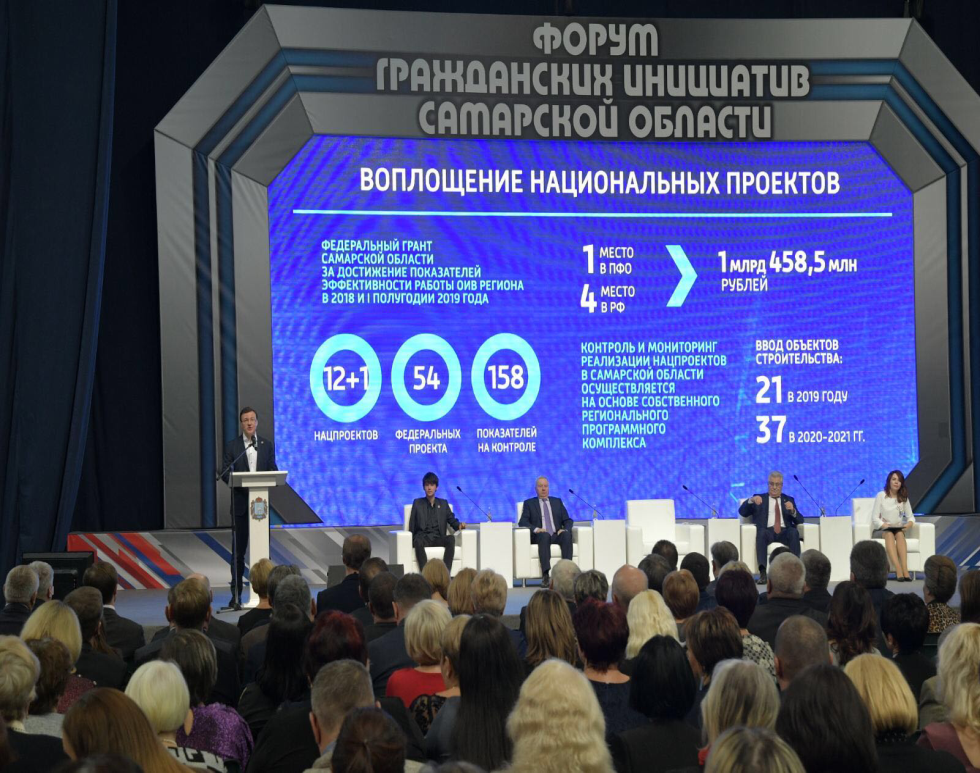 ФОРУМ
ГРАЖДАНСКИХ ИНИЦИАТИВ
САМАРСКОЙ ОБЛАСТИ
ВОПЛОЩЕНИЕ НАЦИОНАЛЬНЫХ ПРОЕКТОВ
ФЕДЕРАЛЬНЫЙ ГРАНТ
САМАРСКОЙ ОБЛАСТИ
ЗА ДОСТИЖЕНИЕ ПОКАЗАТЕЛЕЙ
ЭФФЕКТИВНОСТИ РАБОТЫ ОИВ РЕГИОНА
В 2018 И I ПОЛУГОДИИ 2019 ГОДА
1 МЕСТО
В ПФО
4 МЕСТО
В РФ
1 МЛРД 458,5 МЛН
РУБЛЕЙ
12+1
НАЦПРОЕКТОВ
54
ФЕДЕРАЛЬНЫХ
ПРОЕКТА
158
ПОКАЗАТЕЛЕЙ
НА КОНТРОЛЕ
КОНТРОЛЬ И МОНИТОРИНГ
РЕАЛИЗАЦИИ НАЦПРОЕКТОВ
В САМАРСКОЙ ОБЛАСТИ
ОСУЩЕСТВЛЯЕТСЯ
НА ОСНОВЕ СОБСТВЕННОГО
РЕГИОНАЛЬНОГО
ПРОГРАММНОГО
КОМПЛЕКСА
ВВОД ОБЪЕКТОВ
СТРОИТЕЛЬСТВА:
21 В 2019 ГОДУ
37 В 2020-2021 ГГ.